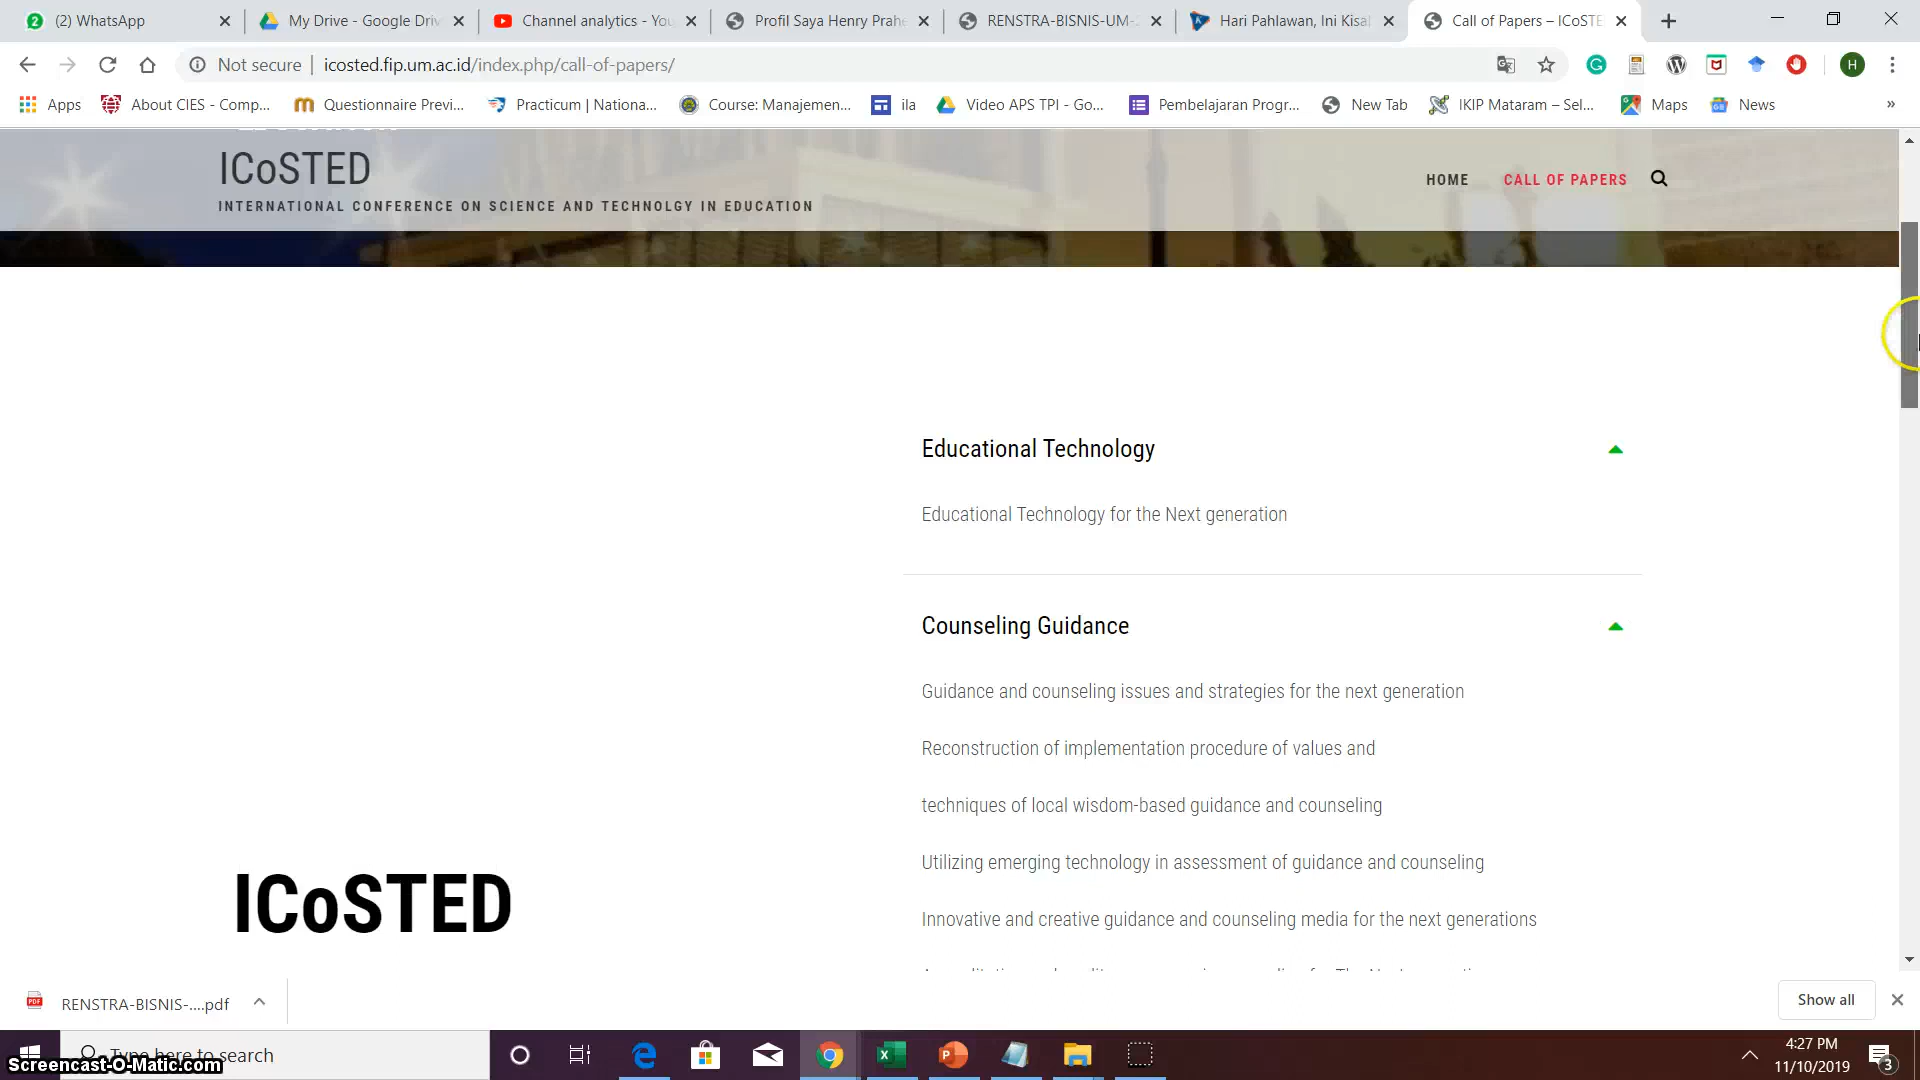 (2) WhatsApp
My Drive - Google Driv
Channel analytics - You
Profil Saya Henry Prahe
RENSTRA-BISNIS-UM-2
Hari Pahlawan, Ini Kisal
Call of Papers – ICoSTE
Not secure | icosted.fip.um.ac.id/index.php/call-of-papers/
H
Apps
About CIES - Comp...
Questionnaire Previ...
Practicum | Nationa...
Course: Manajemen...
ila
Video APS TPI - Go...
Pembelajaran Progr...
New Tab
IKIP Mataram – Sel...
Maps
News
»
ICoSTED
INTERNATIONAL CONFERENCE ON SCIENCE AND TECHNOLGY IN EDUCATION
HOME
CALL OF PAPERS
Educational Technology
Educational Technology for the Next generation
Counseling Guidance
Guidance and counseling issues and strategies for the next generation
Reconstruction of implementation procedure of values and
techniques of local wisdom-based guidance and counseling
Utilizing emerging technology in assessment of guidance and counseling
Innovative and creative guidance and counseling media for the next generations
ICoSTED
RENSTRA-BISNIS-....pdf
Show all
Type here to search
Screencast-O-Matic.com
4:27 PM
11/10/2019
3